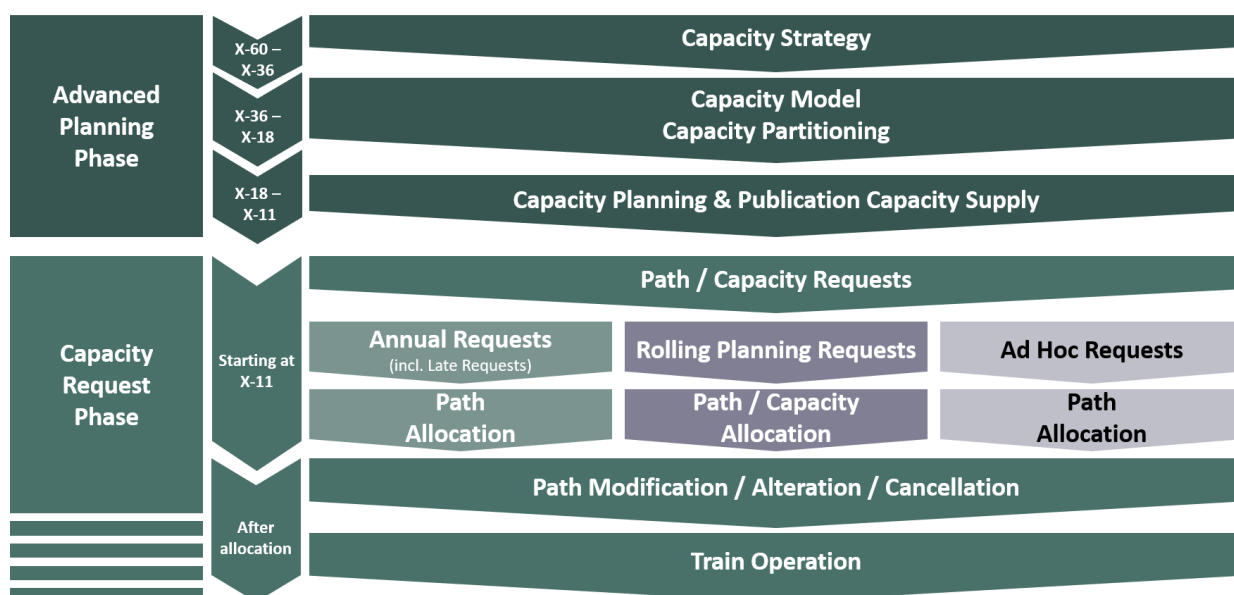 Advanced
Planning
Phase
X-60 –
X-36
Capacity Strategy
X-36 –
X-18
Capacity Model
Capacity Partitioning
X-18 –
X-11
Capacity Planning & Publication Capacity Supply
Capacity
Request
Phase
Starting at
X-11
Path / Capacity Requests
Annual Requests
(incl. Late Requests)
Rolling Planning Requests
Ad Hoc Requests
Path
Allocation
Path / Capacity
Allocation
Path
Allocation
After
allocation
Path Modification / Alteration / Cancellation
Train Operation